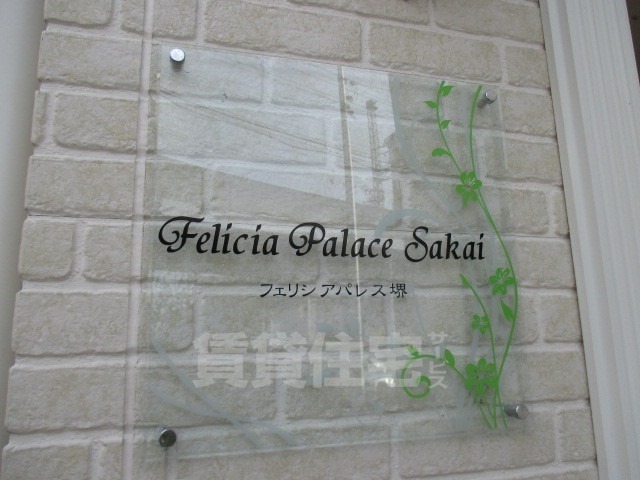 Felicia Palace Sakai
フェリシアパレス堺
賃貸住宅サービス